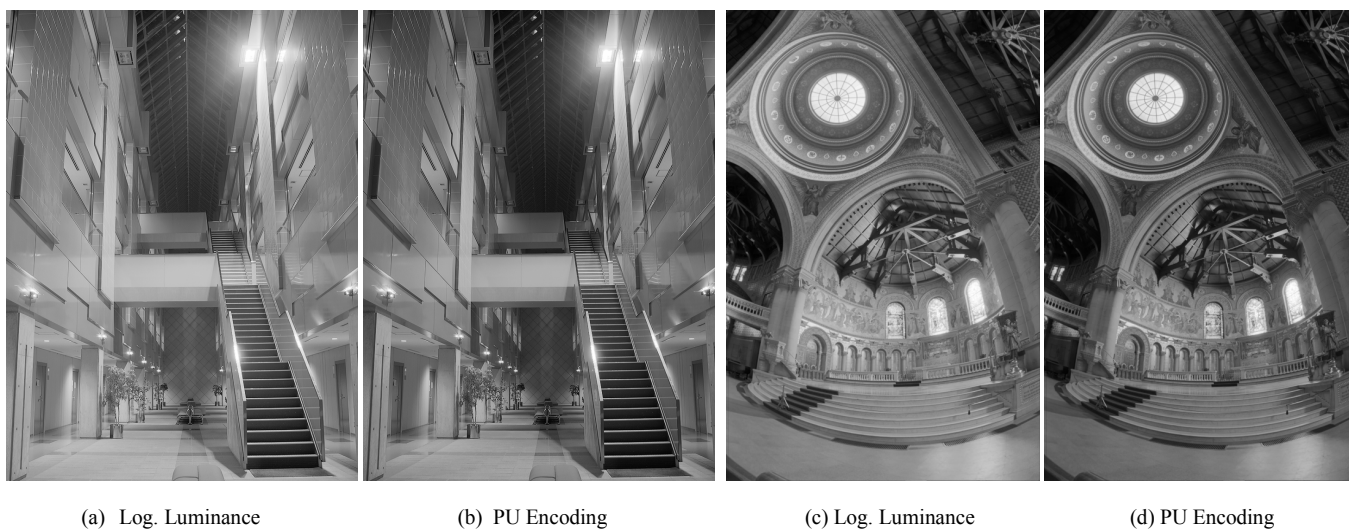 (a) Log. Luminance
(b) PU Encoding
(c) Log. Luminance
(d) PU Encoding